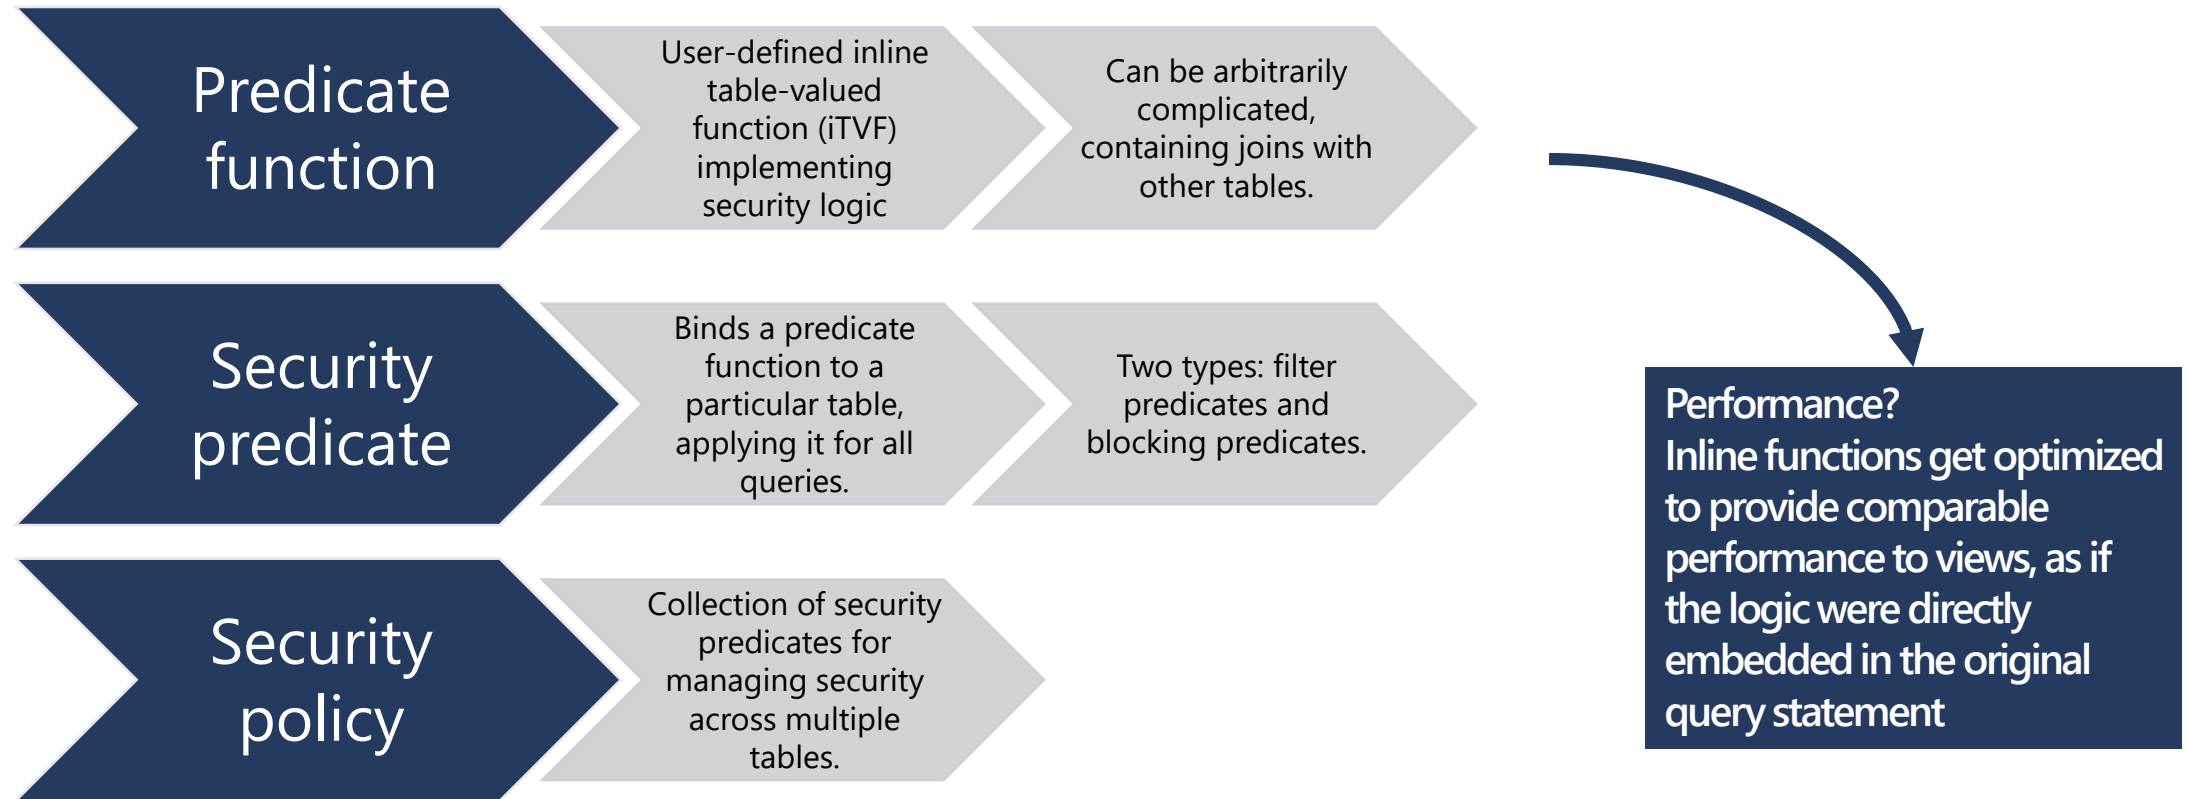 Predicate
function
User-defined inline
table-valued
function (iTVF)
implementing
security logic
Can be arbitrarily
complicated,
containing joins with
other tables.
Security
predicate
Binds a predicate
function to a
particular table,
applying it for all
queries.
Two types: filter
predicates and
blocking predicates.
Security
policy
Collection of security
predicates for
managing security
across multiple
tables.
Performance?
Inline functions get optimized
to provide comparable
performance to views, as if
the logic were directly
embedded in the original
query statement